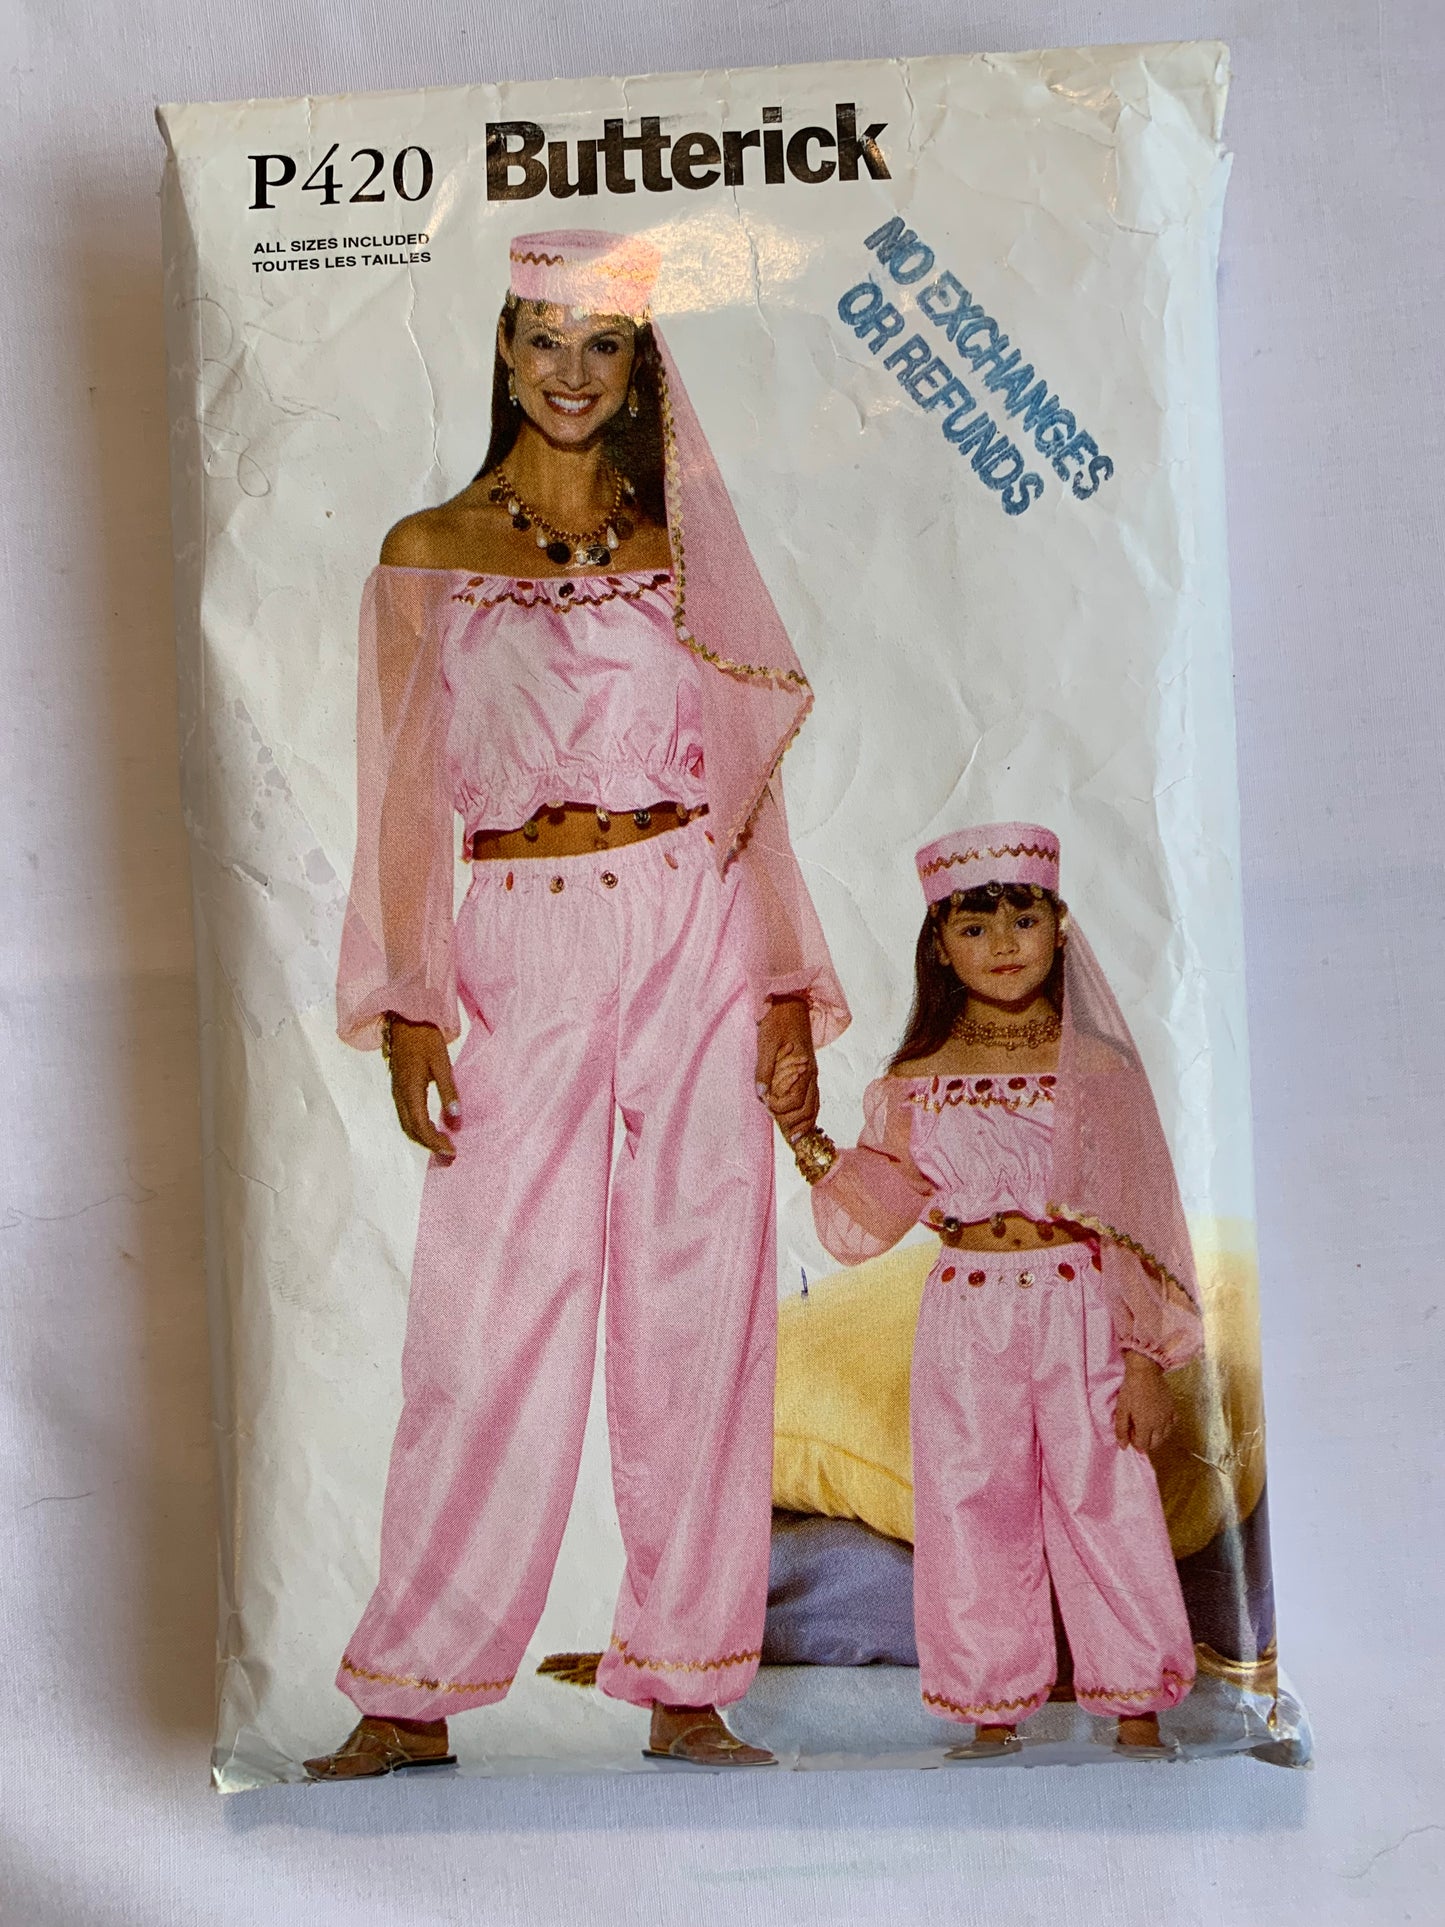 P420 Butterick
ALL SIZES INCLUDED
TOUTES LES TAILLES
NO EXCHANGES
OR REFUNDS